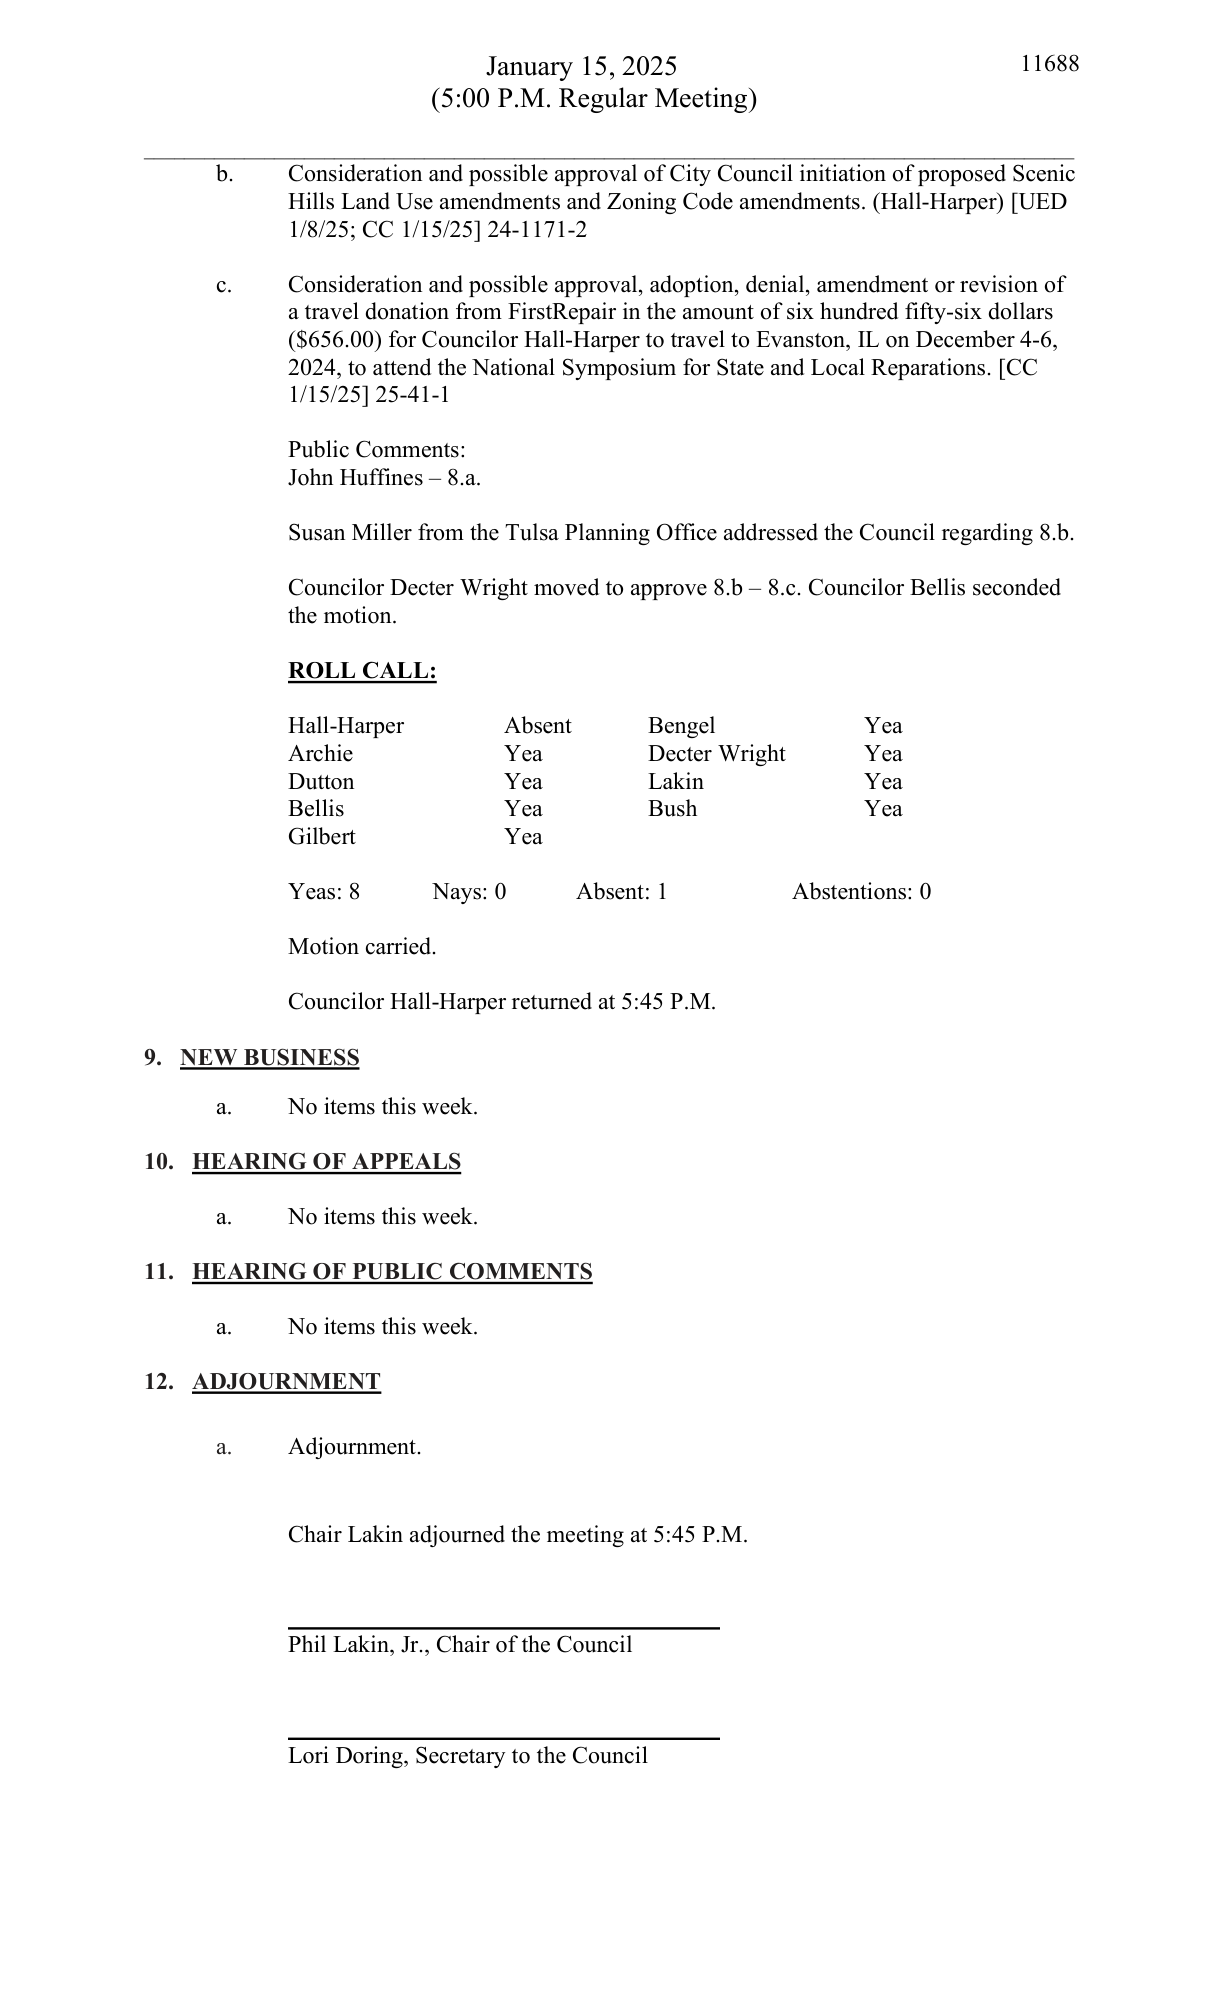 January 15, 2025
11688
(5:00 P.M. Regular Meeting)
b. Consideration and possible approval of City Council initiation of proposed Scenic
Hills Land Use amendments and Zoning Code amendments. (Hall-Harper) [UED
1/8/25; CC 1/15/25] 24-1171-2
c. Consideration and possible approval, adoption, denial, amendment or revision of
a travel donation from FirstRepair in the amount of six hundred fifty-six dollars
($656.00) for Councilor Hall-Harper to travel to Evanston, IL on December 4-6,
2024, to attend the National Symposium for State and Local Reparations. [CC
1/15/25] 25-41-1
Public Comments:
John Huffines – 8.a.
Susan Miller from the Tulsa Planning Office addressed the Council regarding 8.b.
Councilor Decter Wright moved to approve 8.b – 8.c. Councilor Bellis seconded
the motion.
ROLL CALL:
Hall-Harper Absent Bengel Yea
Archie Yea Decter Wright Yea
Dutton Yea Lakin Yea
Bellis Yea Bush Yea
Gilbert Yea
Yeas: 8 Nays: 0 Absent: 1 Abstentions: 0
Motion carried.
Councilor Hall-Harper returned at 5:45 P.M.
9. NEW BUSINESS
a. No items this week.
10. HEARING OF APPEALS
a. No items this week.
11. HEARING OF PUBLIC COMMENTS
a. No items this week.
12. ADJOURNMENT
a. Adjournment.
Chair Lakin adjourned the meeting at 5:45 P.M.
Phil Lakin, Jr., Chair of the Council
Lori Doring, Secretary to the Council